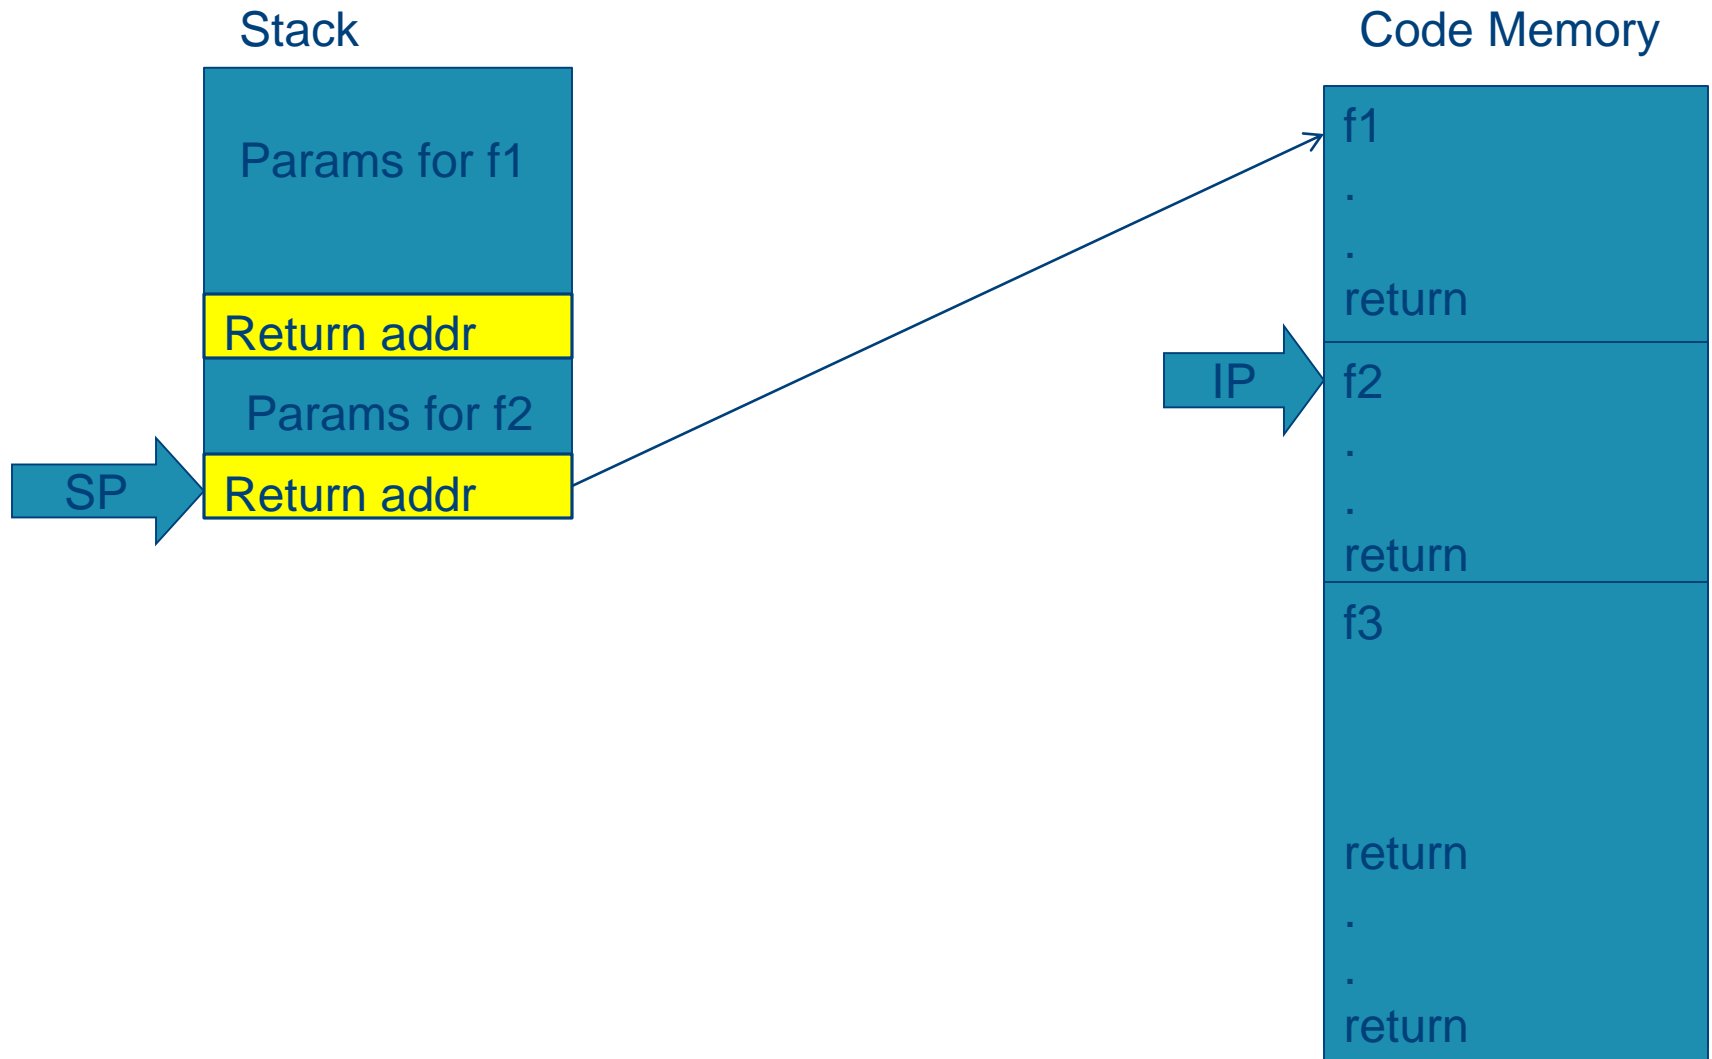 Stack
Params for f1
Return addr
Params for f2
SP
Return addr
Code Memory
f1
.
.
return
IP
f2
.
.
return
f3
return
.
.
return